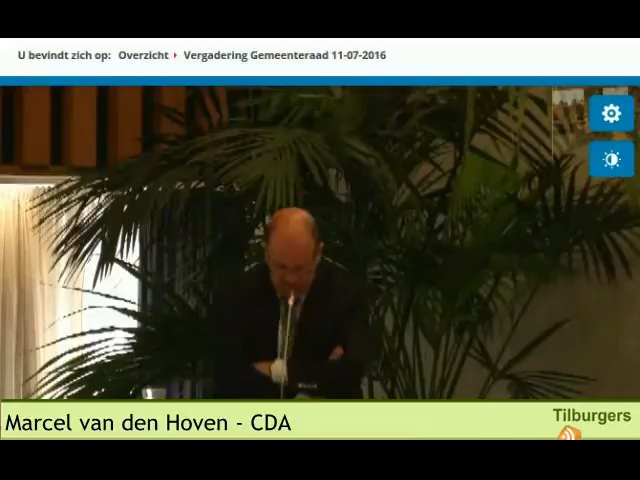 U bevindt zich op: Overzicht Vergadering Gemeenteraad 11-07-2016
Marcel van den Hoven - CDA
Tilburgers